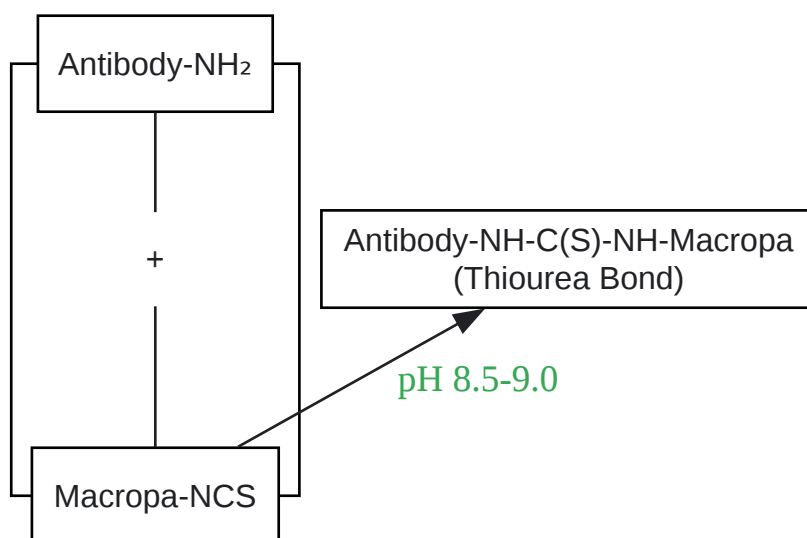 Antibody-NH₂
+
Antibody-NH-C(S)-NH-Macropa
(Thiourea Bond)
pH 8.5-9.0
Macropa-NCS